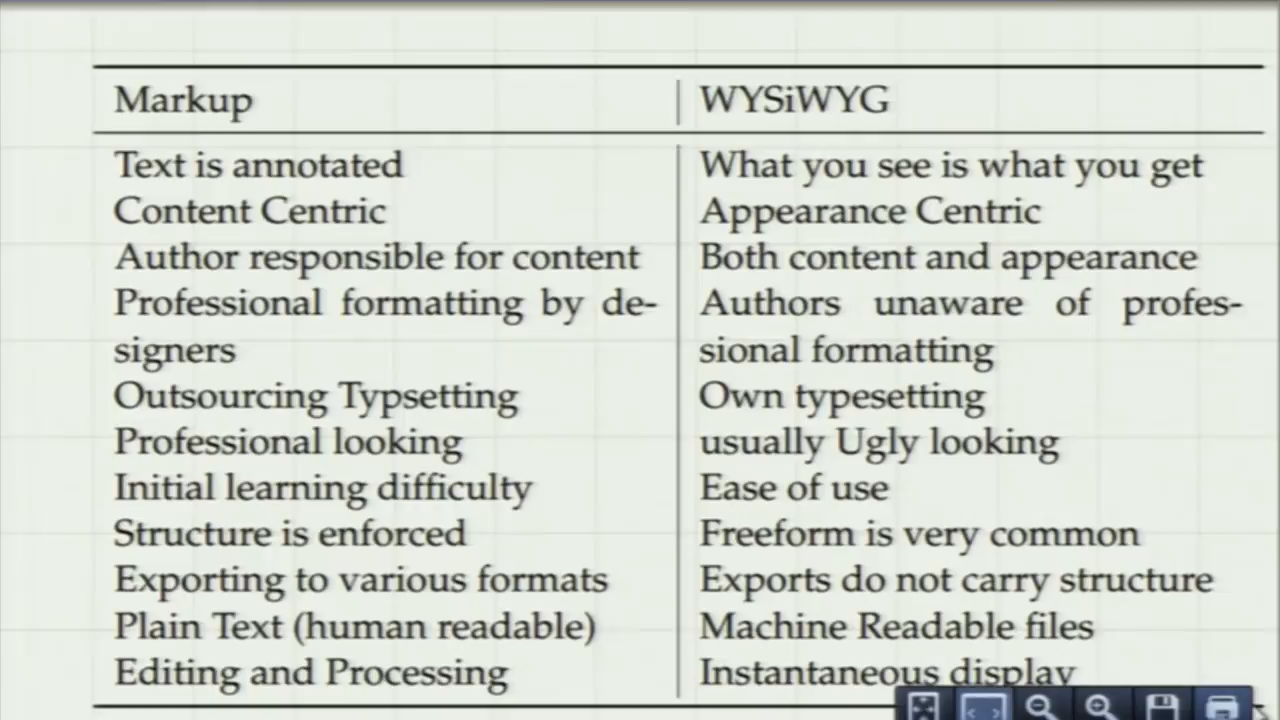 Markup WYSiWYG
Text is annotated What you see is what you get
Content Centric Appearance Centric
Author responsible for content Both content and appearance
Professional formatting by de- Authors unaware of profes-
signers sional formatting
Outsourcing Typsetting Own typesetting
Professional looking usually Ugly looking
Initial learning difficulty Ease of use
Structure is enforced Freeform is very common
Exporting to various formats Exports do not carry structure
Plain Text (human readable) Machine Readable files
Editing and Processing Instantaneous display